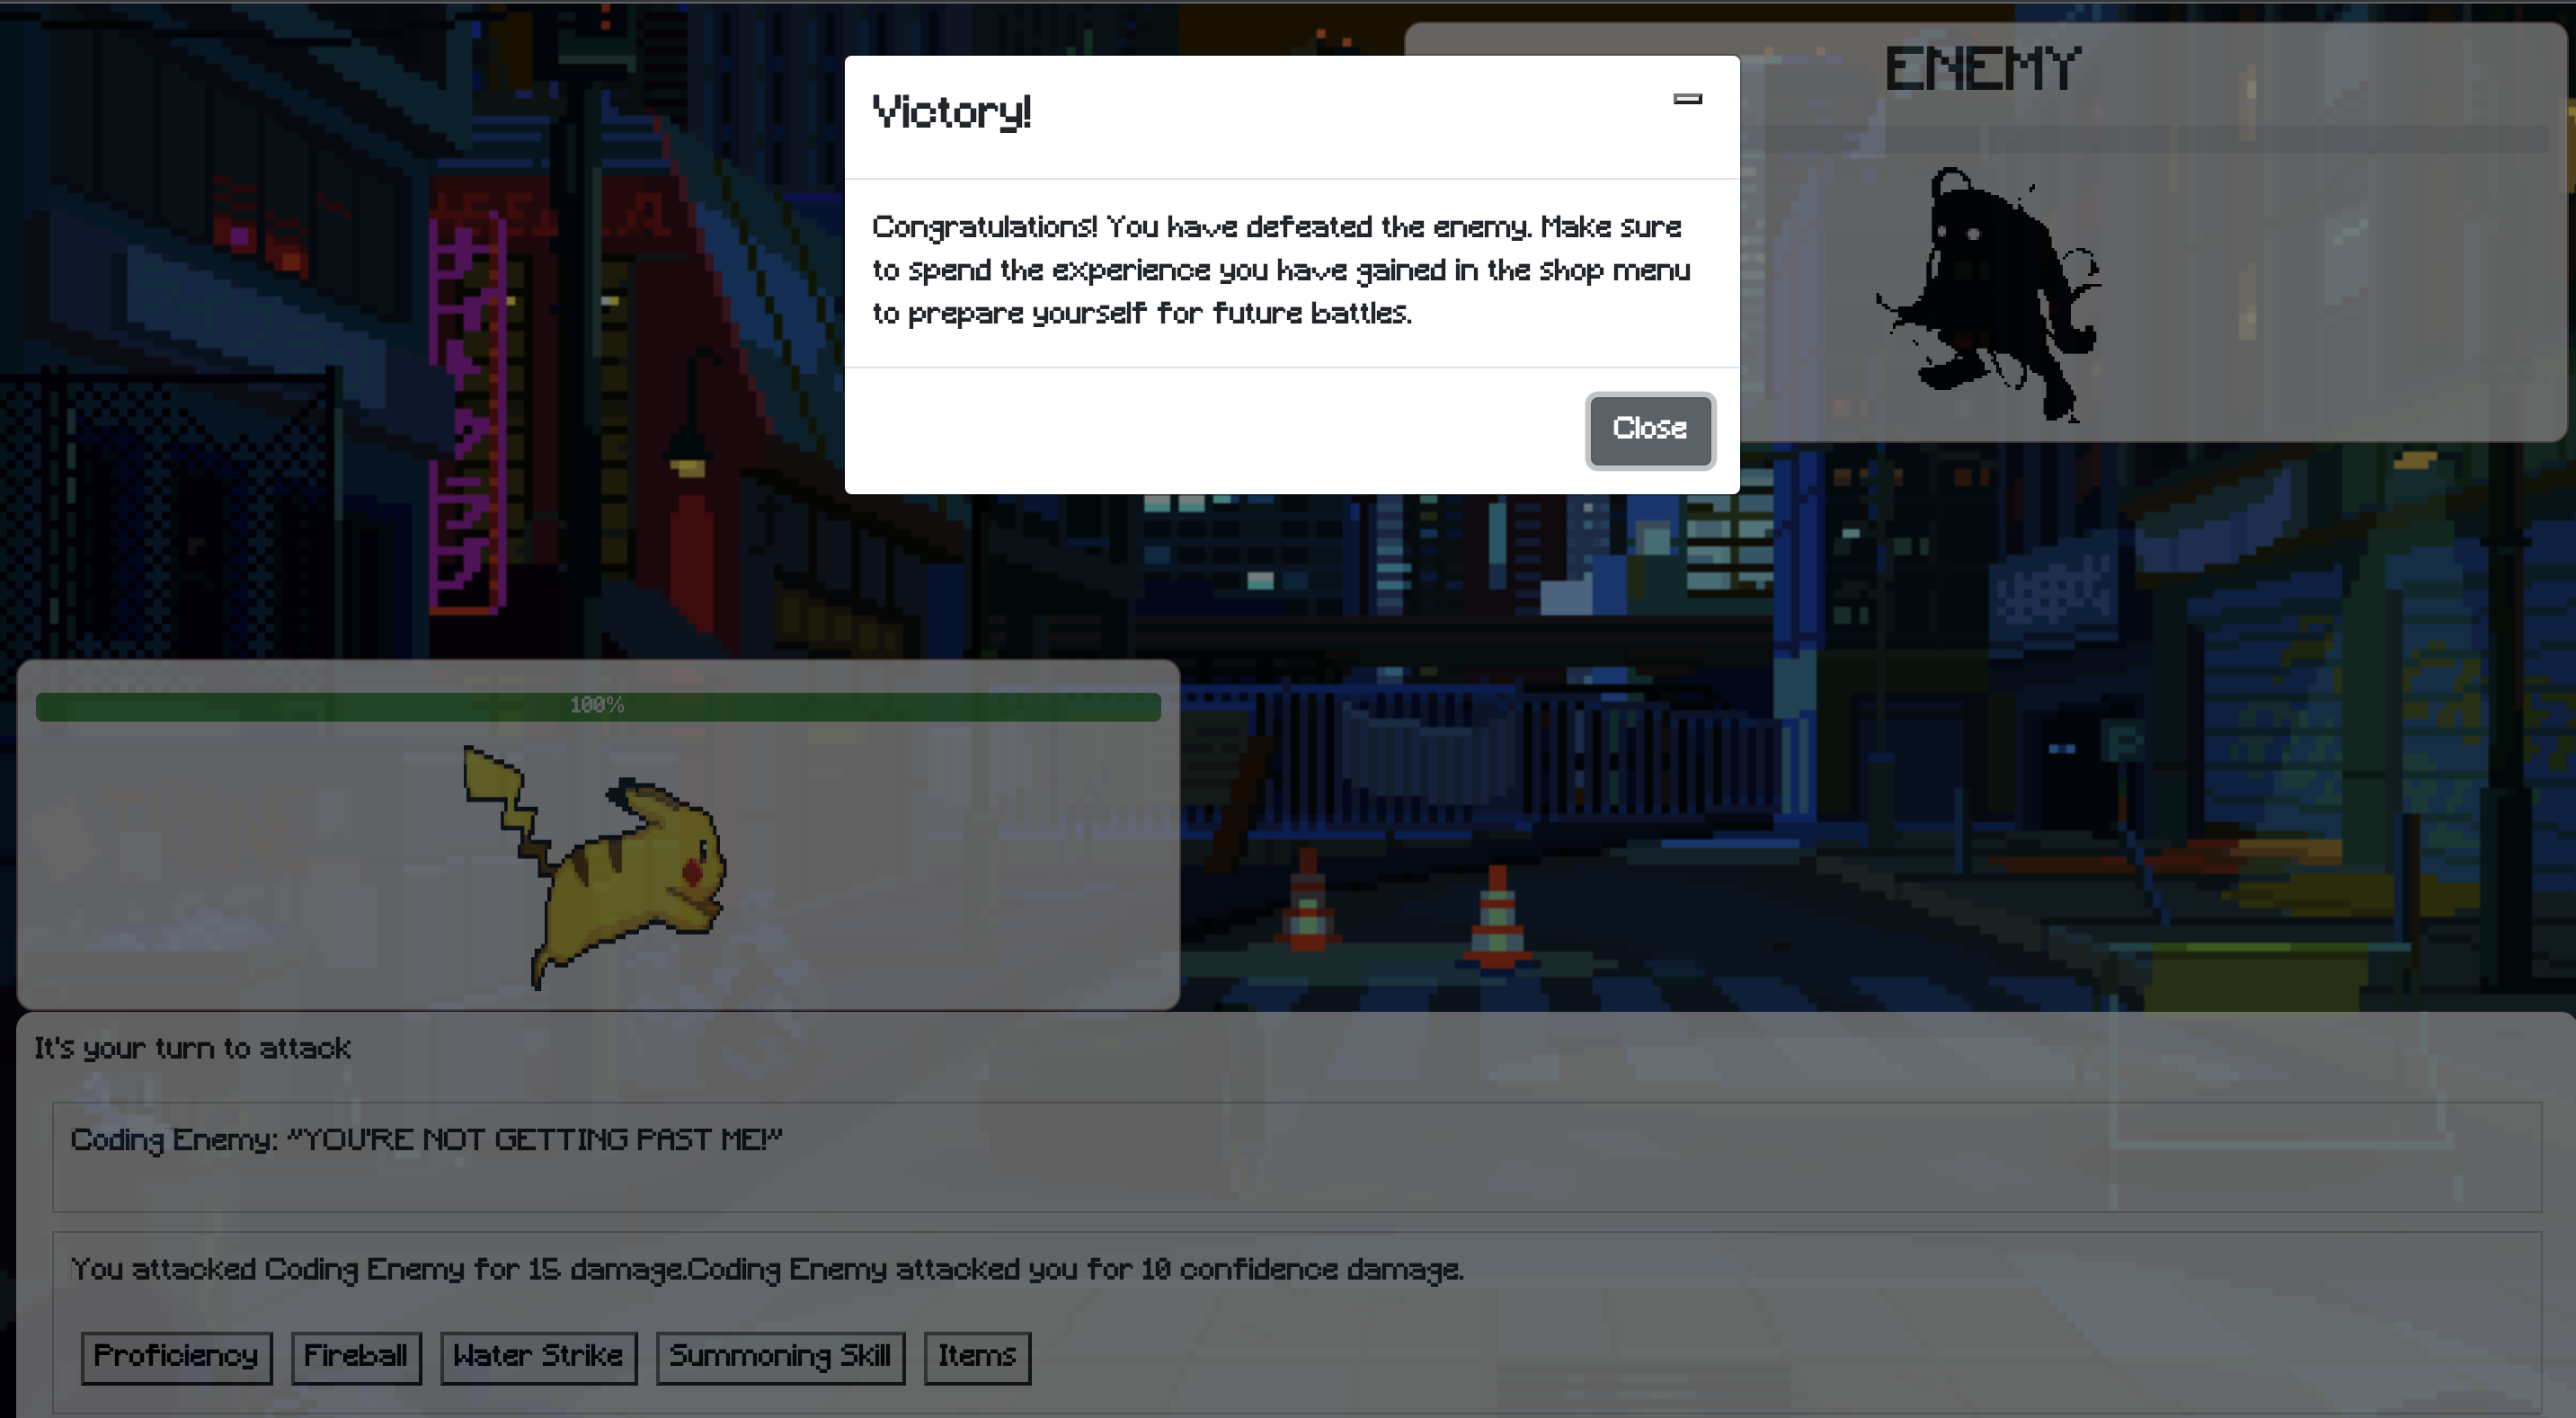 ENEMY
Victory!
Congratulations! You have defeated the enemy. Make sure
to spend the experience you have gained in the shop menu
to prepare yourself for future battles.
Close
100%
It's your turn to attack
Coding Enemy: "YOU'RE NOT GETTING PAST ME!"
You attacked Coding Enemy for 15 damage.Coding Enemy attacked you for 10 confidence damage.
Proficiency
Fireball
Water Strike
Summoning Skill
Items